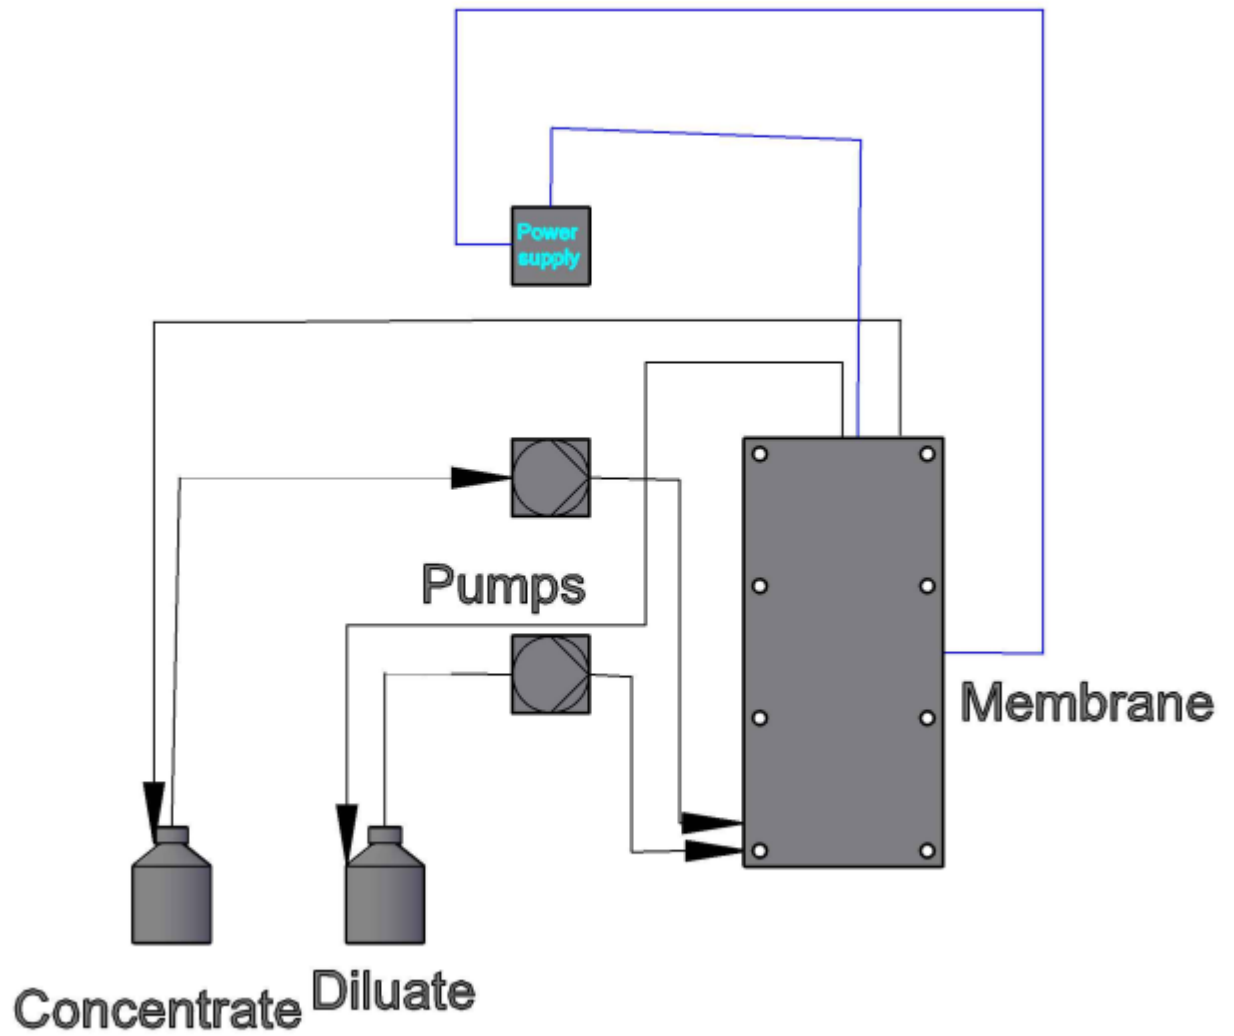 Power
supply
Pumps
Membrane
Concentrate
Diluate